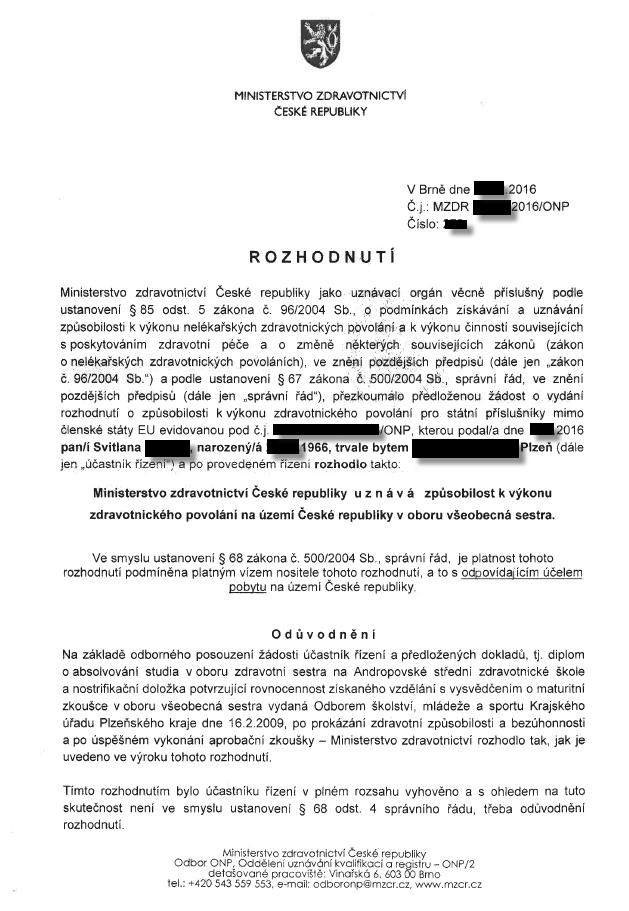 MINISTERSTVO ZDRAVOTNICTVÍ
ČESKÉ REPUBLIKY
V Brně dne 2016
Č.j.: MZDR 2016/ONP
Číslo:
ROZHODNUTÍ
Ministerstvo zdravotnictví České republiky jako uznávací orgán věcně příslušný podle
ustanovení § 85 odst. 5 zákona č. 96/2004 Sb., o podmínkách získávání a uznávání
způsobilosti k výkonu nelékařských zdravotnických povolání a k výkonu činností souvisejících
s poskytováním zdravotní péče a o změně některých souvisejících zákonů (zákon
o nelékařských zdravotnických povoláních), ve znění pozdějších předpisů (dále jen „zákon
č. 96/2004 Sb.“) a podle ustanovení § 67 zákona č. 500/2004 Sb., správní řád, ve znění
pozdějších předpisů (dále jen „správní řád“), přezkoumalo předloženou žádost o vydání
rozhodnutí o způsobilosti k výkonu zdravotnického povolání pro státní příslušníky mimo
členské státy EU evidovanou pod č.j. /ONP, kterou podal/a dne 2016
paní/í Svitlana , narozený/á 1966, trvale bytem Plzeň (dále
jen „účastník řízení“) a po provedeném řízení rozhodlo takto:
Ministerstvo zdravotnictví České republiky u z n á v á způsobilost k výkonu
zdravotnického povolání na území České republiky v oboru všeobecná sestra.
Ve smyslu ustanovení § 68 zákona č. 500/2004 Sb., správní řád, je platnost tohoto
rozhodnutí podmíněna platným vízem nositele tohoto rozhodnutí, a to s odpovídajícím účelem
pobytu na území České republiky.
Odůvodnění
Na základě odborného posouzení žádosti účastník řízení a předložených dokladů, tj. diplom
o absolvování studia v oboru zdravotní sestra na Andropovské střední zdravotnické škole
a nostrifikační doložka potvrzující rovnocennost získaného vzdělání s vysvědčením o maturitní
zkoušce v oboru všeobecná sestra vydaná Odborem školství, mládeže a sportu Krajského
úřadu Plzeňského kraje dne 16.2.2009, po prokázání zdravotní způsobilosti a bezúhonnosti
a po úspěšném vykonání aprobační zkoušky – Ministerstvo zdravotnictví rozhodlo tak, jak je
uvedeno ve výroku tohoto rozhodnutí.
Tímto rozhodnutím bylo účastníku řízení v plném rozsahu vyhověno a s ohledem na tuto
skutečnost není ve smyslu ustanovení § 68 odst. 4 správního řádu, třeba odůvodnění
rozhodnutí.
Ministerstvo zdravotnictví České republiky
Odbor ONP, Oddělení uznávání kvalifikací a registru – ONP/2
detašované pracoviště: Vinařská 6, 603 00 Brno
tel.: +420 543 559 553, e-mail: odboronp@mzcr.cz, www.mzcr.cz